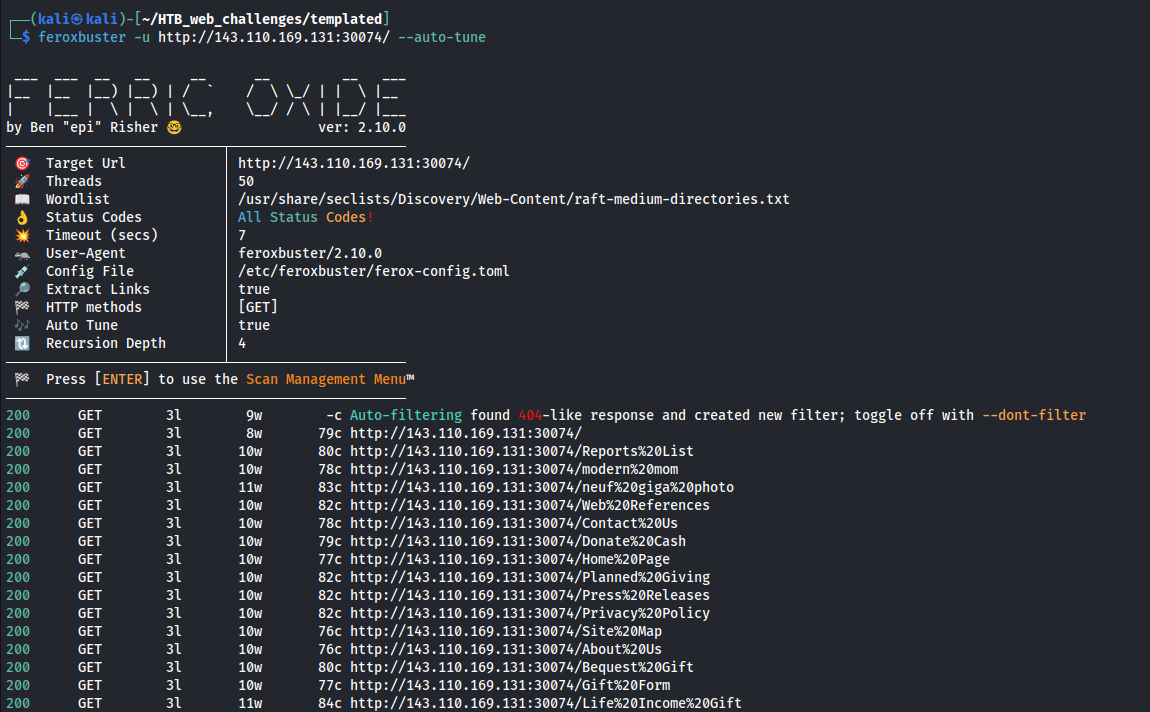 (kali㉿kali)-[~/HTB_web_challenges/templated]
$ feroxbuster -u http://143.110.169.131:30074/ --auto-tune
FERRIC OXIDE
by Ben "epi" Risher 🤓 ver: 2.10.0
🎯 Target Url │ http://143.110.169.131:30074/
🚀 Threads │ 50
📖 Wordlist │ /usr/share/seclists/Discovery/Web-Content/raft-medium-directories.txt
👌 Status Codes │ All Status Codes!
💥 Timeout (secs) │ 7
🦡 User-Agent │ feroxbuster/2.10.0
💉 Config File │ /etc/feroxbuster/ferox-config.toml
🔎 Extract Links │ true
🏁 HTTP methods │ [GET]
🎶 Auto Tune │ true
🔃 Recursion Depth │ 4
🏁 Press [ENTER] to use the Scan Management Menu™
200 GET 3l 9w -c Auto-filtering found 404-like response and created new filter; toggle off with --dont-filter
200 GET 3l 8w 79c http://143.110.169.131:30074/
200 GET 3l 10w 80c http://143.110.169.131:30074/Reports%20List
200 GET 3l 10w 78c http://143.110.169.131:30074/modern%20mom
200 GET 3l 11w 83c http://143.110.169.131:30074/neuf%20giga%20photo
200 GET 3l 10w 82c http://143.110.169.131:30074/Web%20References
200 GET 3l 10w 78c http://143.110.169.131:30074/Contact%20Us
200 GET 3l 10w 79c http://143.110.169.131:30074/Donate%20Cash
200 GET 3l 10w 77c http://143.110.169.131:30074/Home%20Page
200 GET 3l 10w 82c http://143.110.169.131:30074/Planned%20Giving
200 GET 3l 10w 82c http://143.110.169.131:30074/Press%20Releases
200 GET 3l 10w 82c http://143.110.169.131:30074/Privacy%20Policy
200 GET 3l 10w 76c http://143.110.169.131:30074/Site%20Map
200 GET 3l 10w 76c http://143.110.169.131:30074/About%20Us
200 GET 3l 10w 80c http://143.110.169.131:30074/Bequest%20Gift
200 GET 3l 10w 77c http://143.110.169.131:30074/Gift%20Form
200 GET 3l 11w 84c http://143.110.169.131:30074/Life%20Income%20Gift